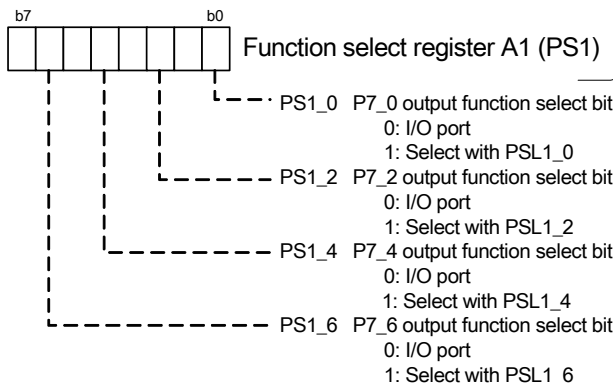 b7 b0
Function select register A1 (PS1)
PS1_0 P7_0 output function select bit
0: I/O port
1: Select with PSL1_0
PS1_2 P7_2 output function select bit
0: I/O port
1: Select with PSL1_2
PS1_4 P7_4 output function select bit
0: I/O port
1: Select with PSL1_4
PS1_6 P7_6 output function select bit
0: I/O port
1: Select with PSL1_6